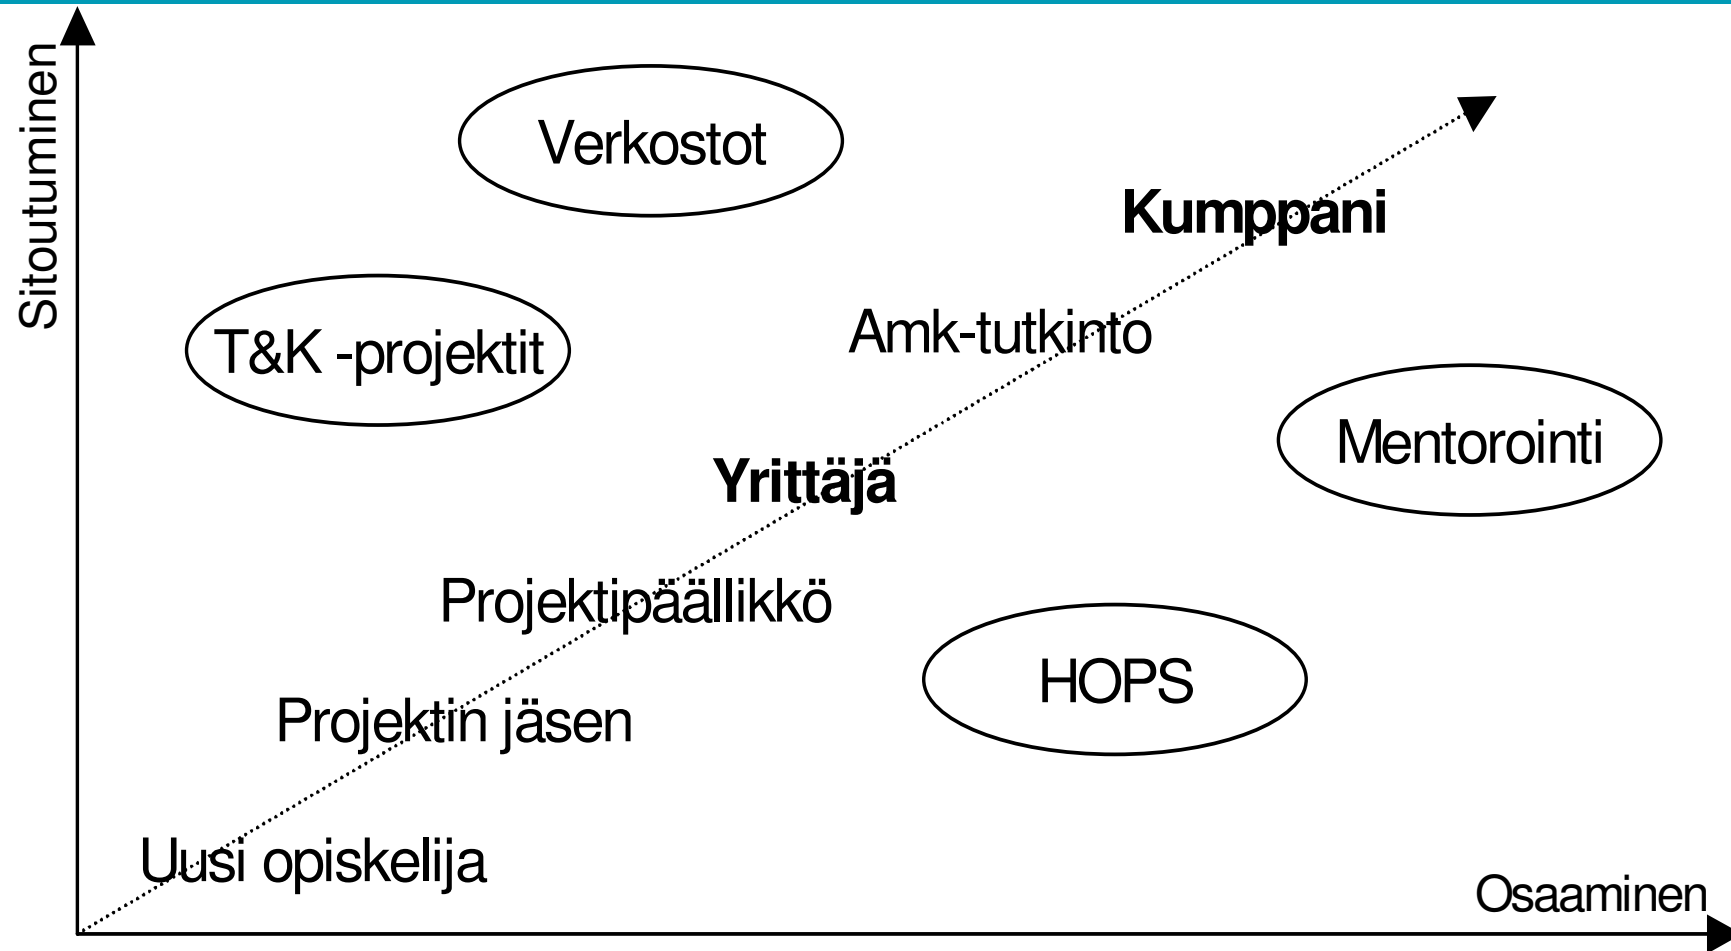 Sitoutuminen
Verkostot
Kumppani
Amk-tutkinto
T&K -projektit
Mentorointi
Yrittäjä
Projektipäällikkö
HOPS
Projektin jäsen
Uusi opiskelija
Osaaminen